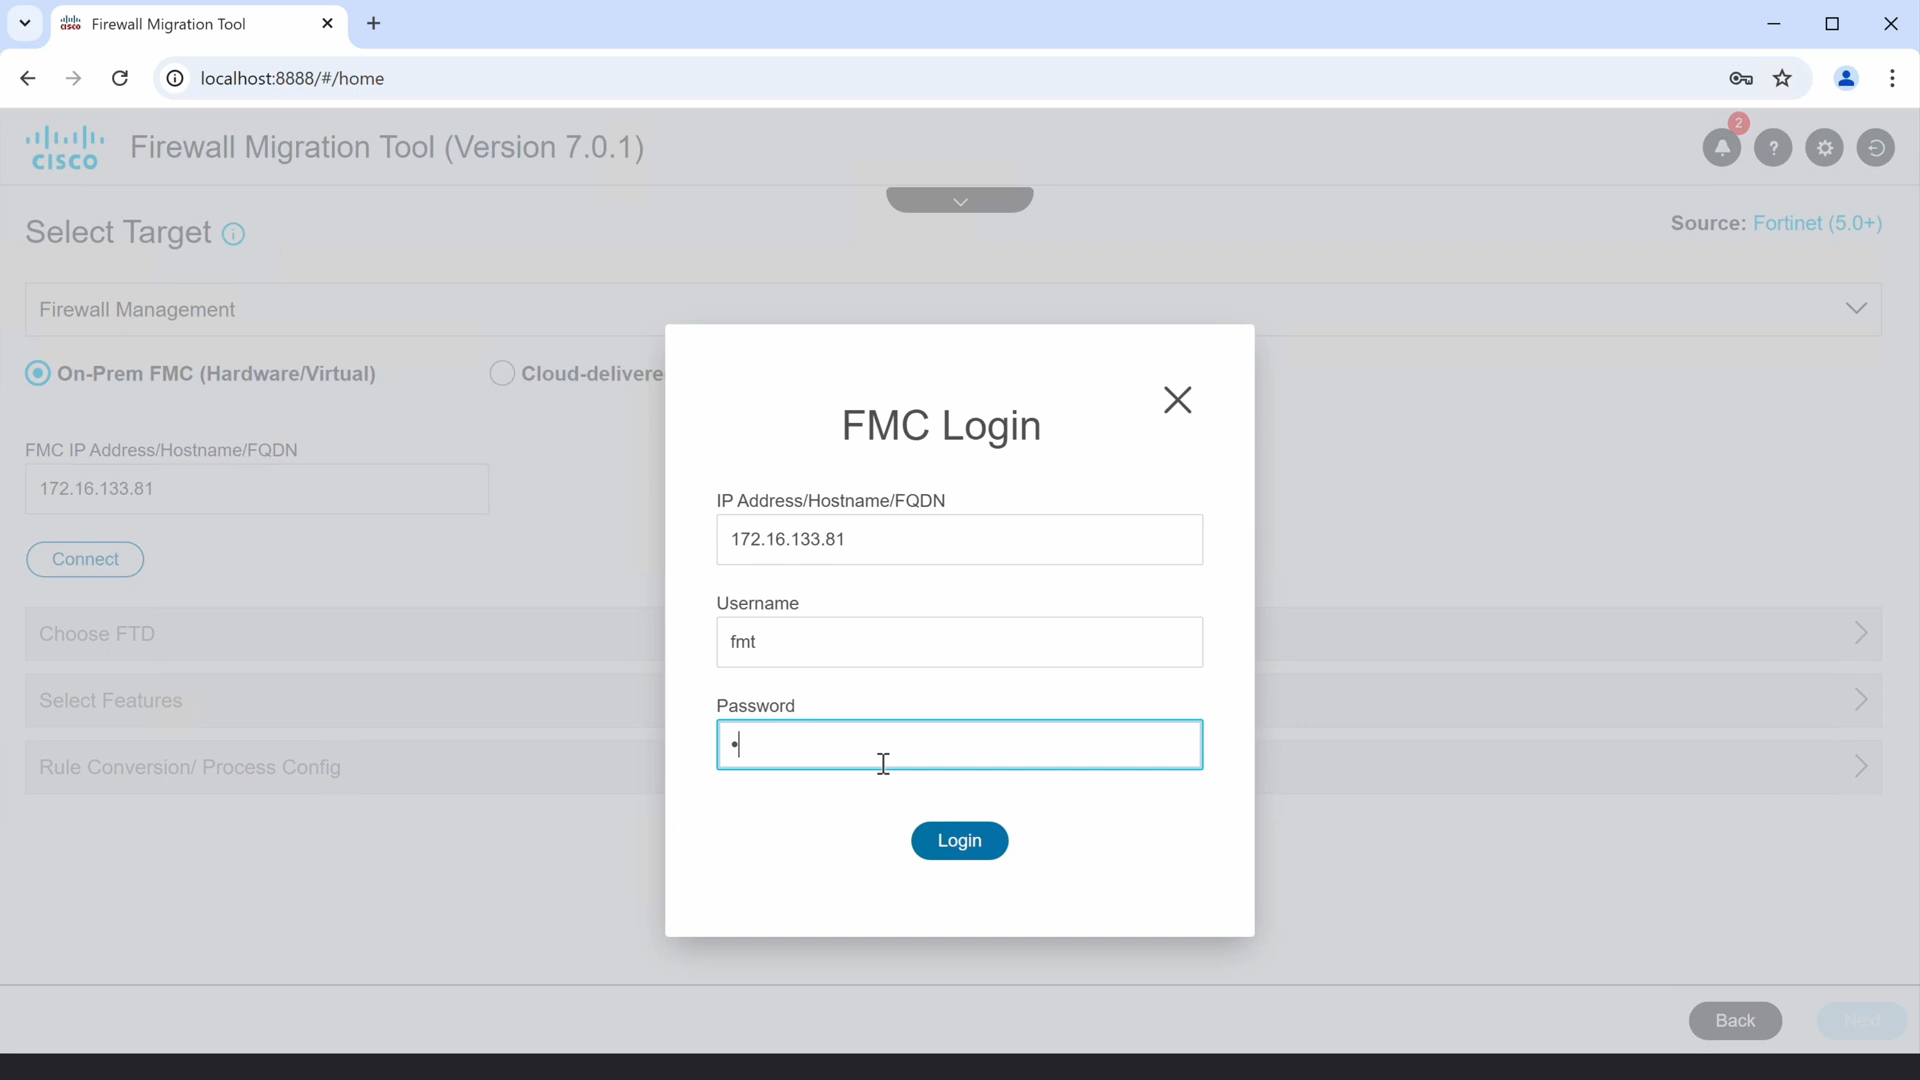 Firewall Migration Tool
localhost:8888/#/home
CISCO
Firewall Migration Tool (Version 7.0.1)
2
?
Select Target
Source: Fortinet (5.0+)
Firewall Management
On-Prem FMC (Hardware/Virtual)
Cloud-delivere
FMC IP Address/Hostname/FQDN
172.16.133.81
Connect
Choose FTD
Select Features
Rule Conversion/ Process Config
FMC Login
IP Address/Hostname/FQDN
172.16.133.81
Username
fmt
Password
•
Login
Back
Next